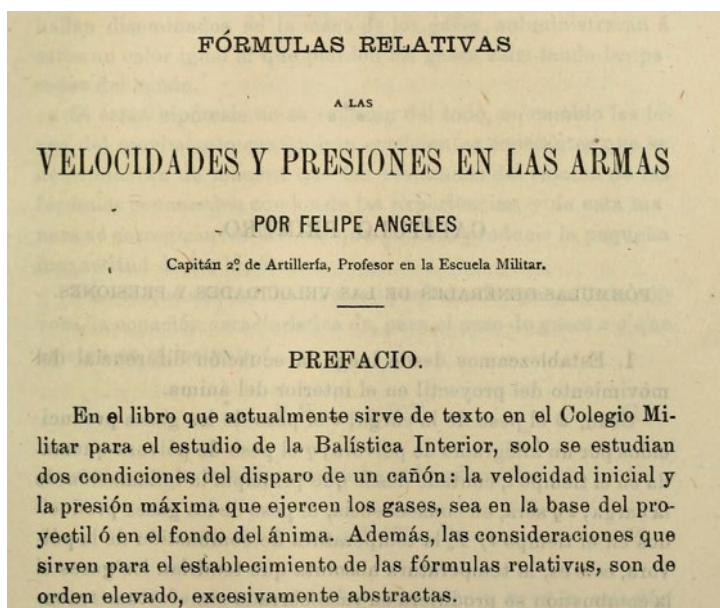 FÓRMULAS RELATIVAS
A LAS
VELOCIDADES Y PRESIONES EN LAS ARMAS
POR FELIPE ANGELES
Capitán 2º de Artillería, Profesor en la Escuela Militar.
PREFACIO.
En el libro que actualmente sirve de texto en el Colegio Mi-
litar para el estudio de la Balística Interior, solo se estudian
dos condiciones del disparo de un cañón: la velocidad inicial y
la presión máxima que ejercen los gases, sea en la base del pro-
yectil ó en el fondo del ánima. Además, las consideraciones que
sirven para el establecimiento de las fórmulas relativas, son de
orden elevado, excesivamente abstractas.